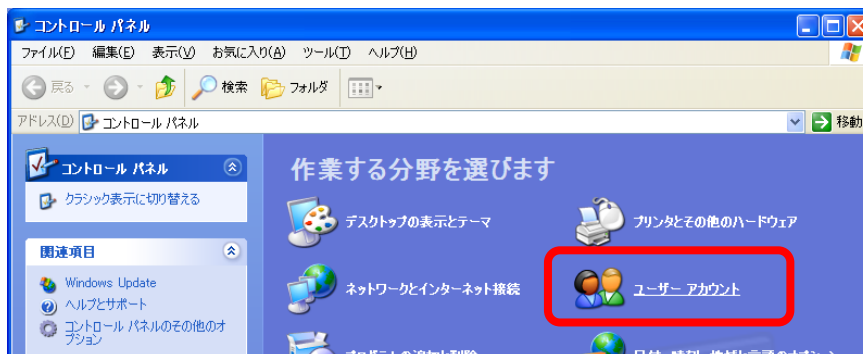 コントロール パネル
ファイル(F) 編集(E) 表示(V) お気に入り(A) ツール(T) ヘルプ(H)
戻る 検索 フォルダ
アドレス(D) コントロール パネル 移動
コントロール パネル
クラシック表示に切り替える
関連項目
Windows Update
ヘルプとサポート
コントロール パネルのその他のオ
プション
作業する分野を選びます
デスクトップの表示とテーマ
プリンタとその他のハードウェア
ネットワークとインターネット接続
ユーザー アカウント